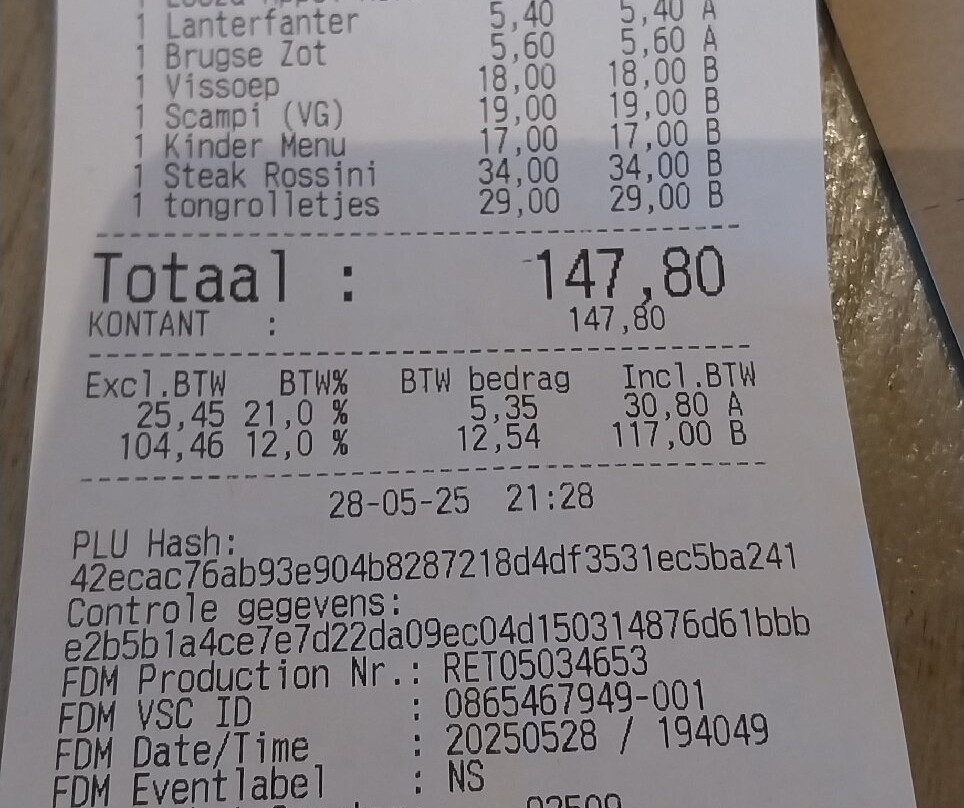 1 Lanterfanter 5,40 5,40 A
1 Brugse Zot 5,60 5,60 A
1 Vissoep 18,00 18,00 B
1 Scampi (VG) 19,00 19,00 B
1 Kinder Menu 17,00 17,00 B
1 Steak Rossini 34,00 34,00 B
1 tongrolletjes 29,00 29,00 B
Totaal : 147,80
KONTANT : 147,80
Excl.BTW BTW% BTW bedrag Incl.BTW
25,45 21,0 % 5,35 30,80 A
104,46 12,0 % 12,54 117,00 B
28-05-25 21:28
PLU Hash:
42ecac76ab93e904b8287218d4df3531ec5ba241
Controle gegevens:
e2b5b1a4ce7e7d22da09ec04d150314876d61bbb
FDM Production Nr.: RET05034653
FDM VSC ID : 0865467949-001
FDM Date/Time : 20250528 / 194049
FDM Eventlabel : NS